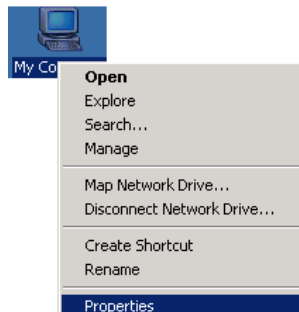 My Co
Open
Explore
Search...
Manage
Map Network Drive...
Disconnect Network Drive...
Create Shortcut
Rename
Properties